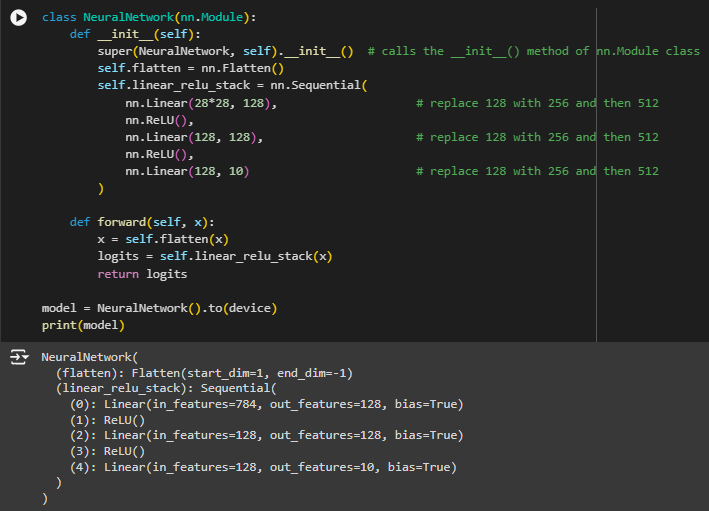 class NeuralNetwork(nn.Module):
    def __init__(self):
        super(NeuralNetwork, self).__init__()  # calls the __init__() method of nn.Module class
        self.flatten = nn.Flatten()
        self.linear_relu_stack = nn.Sequential(
            nn.Linear(28*28, 128),                    # replace 128 with 256 and then 512
            nn.ReLU(),
            nn.Linear(128, 128),                      # replace 128 with 256 and then 512
            nn.ReLU(),
            nn.Linear(128, 10)                        # replace 128 with 256 and then 512
        )
    def forward(self, x):
        x = self.flatten(x)
        logits = self.linear_relu_stack(x)
        return logits
model = NeuralNetwork().to(device)
print(model)
NeuralNetwork(
  (flatten): Flatten(start_dim=1, end_dim=-1)
  (linear_relu_stack): Sequential(
    (0): Linear(in_features=784, out_features=128, bias=True)
    (1): ReLU()
    (2): Linear(in_features=128, out_features=128, bias=True)
    (3): ReLU()
    (4): Linear(in_features=128, out_features=10, bias=True)
  )
)